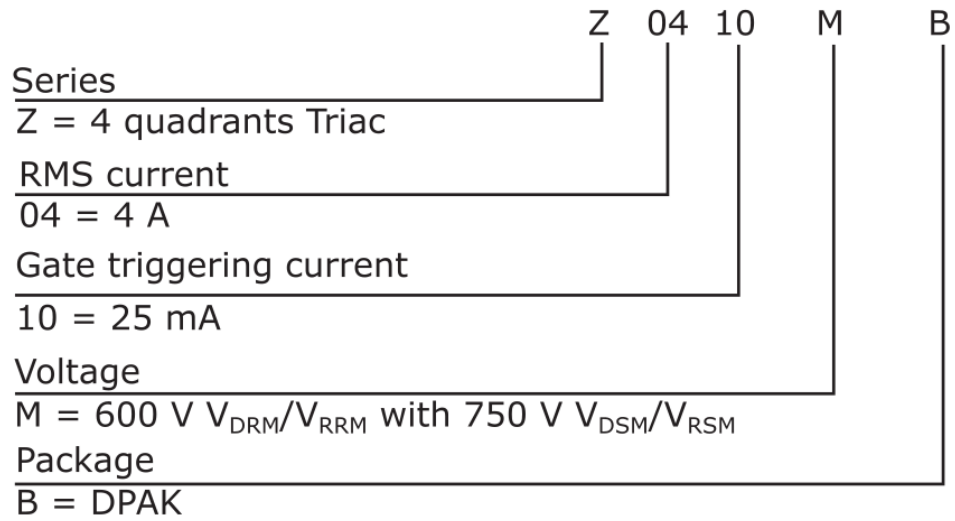 Z 04 10 M B
Series
Z = 4 quadrants Triac
RMS current
04 = 4 A
Gate triggering current
10 = 25 mA
Voltage
M = 600 V VDRM/VRRM with 750 V VDSM/VRSM
Package
B = DPAK